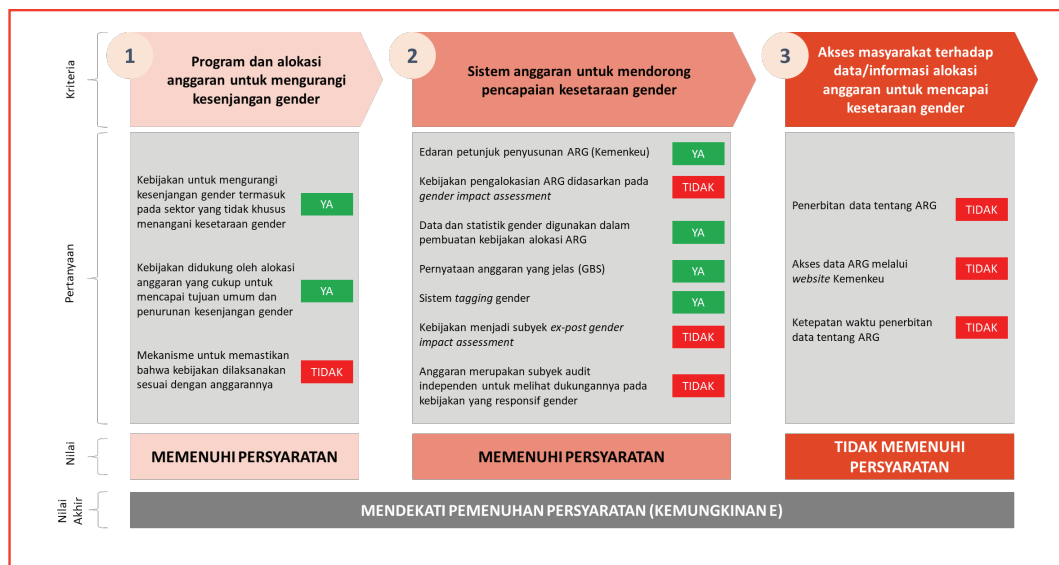 Kriteria
1
Program dan alokasi
anggaran untuk mengurangi
kesenjangan gender
2
Sistem anggaran untuk mendorong
pencapaian kesetaraan gender
3
Akses masyarakat terhadap
data/informasi alokasi
anggaran untuk mencapai
kesetaraan gender
Pertanyaan
Kebijakan untuk mengurangi
kesenjangan gender termasuk
pada sektor yang tidak khusus
menangani kesetaraan gender
YA
Kebijakan didukung oleh alokasi
anggaran yang cukup untuk
mencapai tujuan umum dan
penurunan kesenjangan gender
YA
Mekanisme untuk memastikan
bahwa kebijakan dilaksanakan
sesuai dengan anggarannya
TIDAK
Edaran petunjuk penyusunan ARG (Kemenkeu)
YA
Kebijakan pengalokasian ARG didasarkan pada
gender impact assessment
TIDAK
Data dan statistik gender digunakan dalam
pembuatan kebijakan alokasi ARG
YA
Pernyataan anggaran yang jelas (GBS)
YA
Sistem tagging gender
YA
Kebijakan menjadi subyek ex-post gender
impact assessment
TIDAK
Anggaran merupakan subyek audit
independen untuk melihat dukungannya pada
kebijakan yang responsif gender
TIDAK
Penerbitan data tentang ARG
TIDAK
Akses data ARG melalui
website Kemenkeu
TIDAK
Ketepatan waktu penerbitan
data tentang ARG
TIDAK
Nilai
MEMENUHI PERSYARATAN
MEMENUHI PERSYARATAN
TIDAK MEMENUHI
PERSYARATAN
Nilai
Akhir
MENDEKATI PEMENUHAN PERSYARATAN (KEMUNGKINAN E)